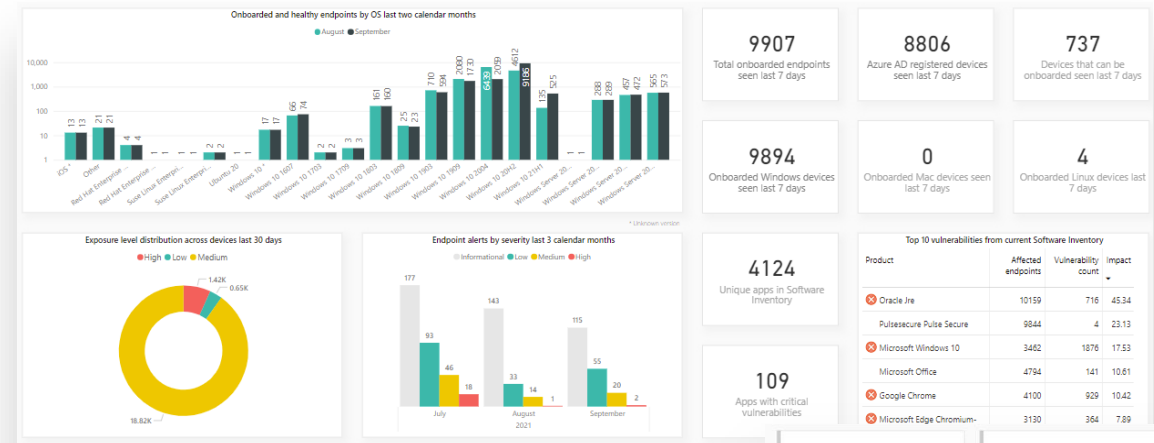 Onboarded and healthy endpoints by OS last two calendar months
August September
10,000
1,000
100
10
1
13 13 21 21 4 4 1 1 1 1 2 2 1 1 17 17 66 74 2 2 3 3 161 160 25 23 710 594 2080 1730 6439 2059 4612 9186 135 525 1 1 288 289 457 472 565 573
iOS *
Other
Red Hat Enterprise ...
Red Hat Enterprise ...
Suse Linux Enterpri...
Suse Linux Enterpri...
Ubuntu 20
Windows 10 *
Windows 10 1607
Windows 10 1703
Windows 10 1709
Windows 10 1803
Windows 10 1809
Windows 10 1903
Windows 10 1909
Windows 10 2004
Windows 10 20H2
Windows 10 21H1
Windows Server 20...
Windows Server 20...
Windows Server 20...
Windows Server 20...
* Unknown version
9907
Total onboarded endpoints
seen last 7 days
8806
Azure AD registered devices
seen last 7 days
737
Devices that can be
onboarded seen last 7 days
9894
Onboarded Windows devices
seen last 7 days
0
Onboarded Mac devices seen
last 7 days
4
Onboarded Linux devices last
7 days
Exposure level distribution across devices last 30 days
High Low Medium
1.42K
0.65K
18.82K
Endpoint alerts by severity last 3 calendar months
Informational Low Medium High
177 93 46 18
143 33 14 1
115 55 20 2
July August September
2021
4124
Unique apps in Software
Inventory
109
Apps with critical
vulnerabilities
Top 10 vulnerabilities from current Software Inventory
Product Affected endpoints Vulnerability count Impact
Oracle Jre 10159 716 45.34
Pulsesecure Pulse Secure 9844 4 23.13
Microsoft Windows 10 3462 1876 17.53
Microsoft Office 4794 141 10.61
Google Chrome 4100 929 10.42
Microsoft Edge Chromium- 3130 364 7.89